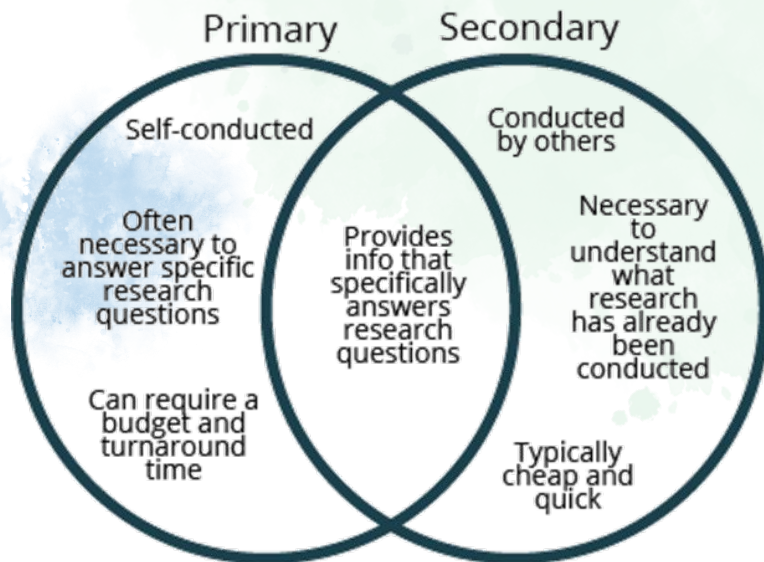 Primary
Secondary
Self-conducted
Often
necessary to
answer specific
research
questions
Can require a
budget and
turnaround
time
Provides
info that
specifically
answers
research
questions
Conducted
by others
Necessary
to
understand
what
research
has already
been
conducted
Typically
cheap and
quick